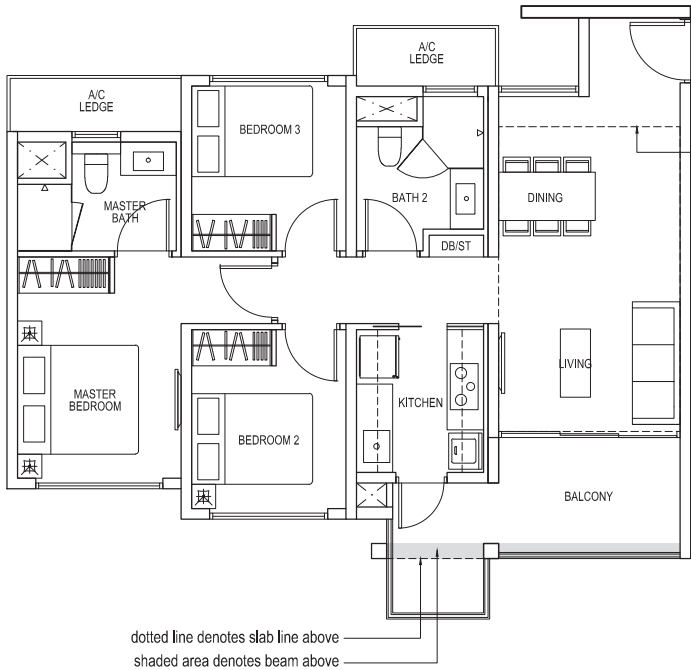 A/C
LEDGE
A/C
LEDGE
BEDROOM 3
MASTER
BATH
BATH 2
DINING
DB/ST
LIVING
MASTER
BEDROOM
KITCHEN
BEDROOM 2
BALCONY
dotted line denotes slab line above
shaded area denotes beam above